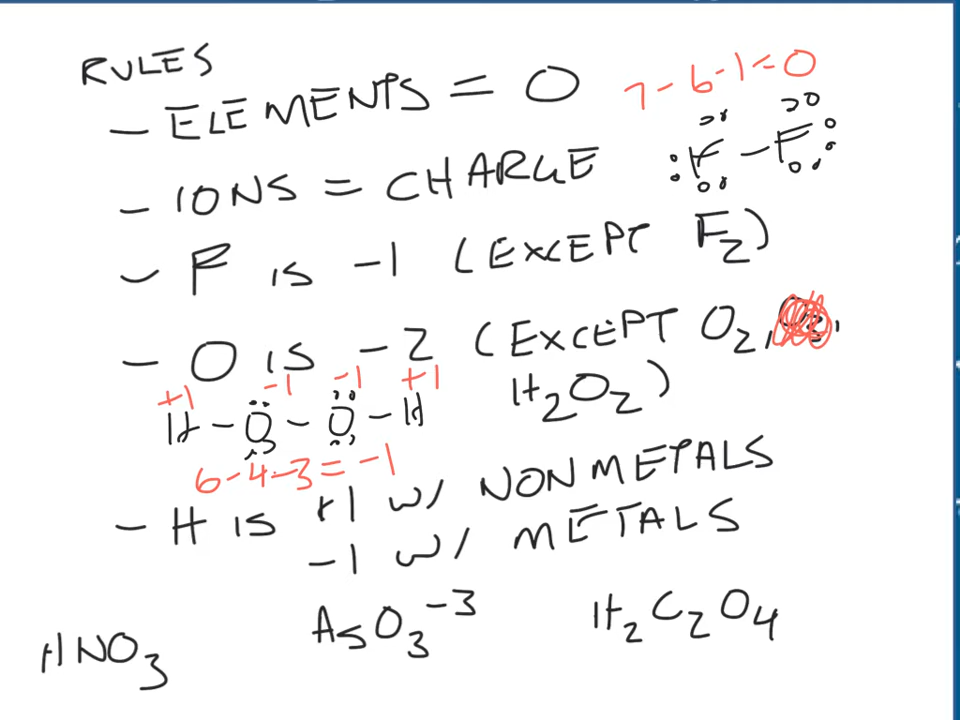 RULES
- ELEMENTS = 0
7-6-1=0
F-F
- IONS = CHARGE
- F is -1 (EXCEPT F2)
- O is -2 (EXCEPT O2,
H2O2)
+1 -1 -1 +1
H-O-O-H
6-4-3=-1
- H is +1 w/ NONMETALS
-1 w/ METALS
HNO3
AsO3-3
H2C2O4